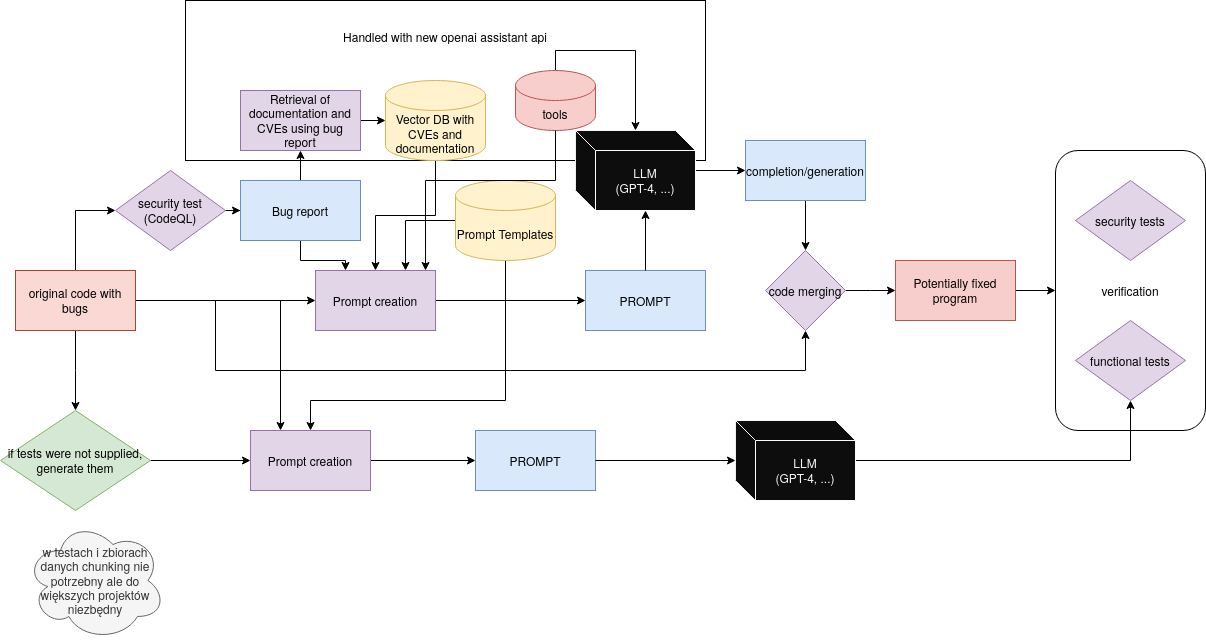 Handled with new openai assistant api
Retrieval of
documentation and
CVEs using bug
report
Vector DB with
CVEs and
documentation
tools
LLM
(GPT-4, ...)
completion/generation
security test
(CodeQL)
Bug report
Prompt Templates
security tests
original code with
bugs
Prompt creation
PROMPT
code merging
Potentially fixed
program
verification
functional tests
if tests were not supplied,
generate them
Prompt creation
PROMPT
LLM
(GPT-4, ...)
w testach i zbiorach
danych chunking nie
potrzebny ale do
większych projektów
niezbędny